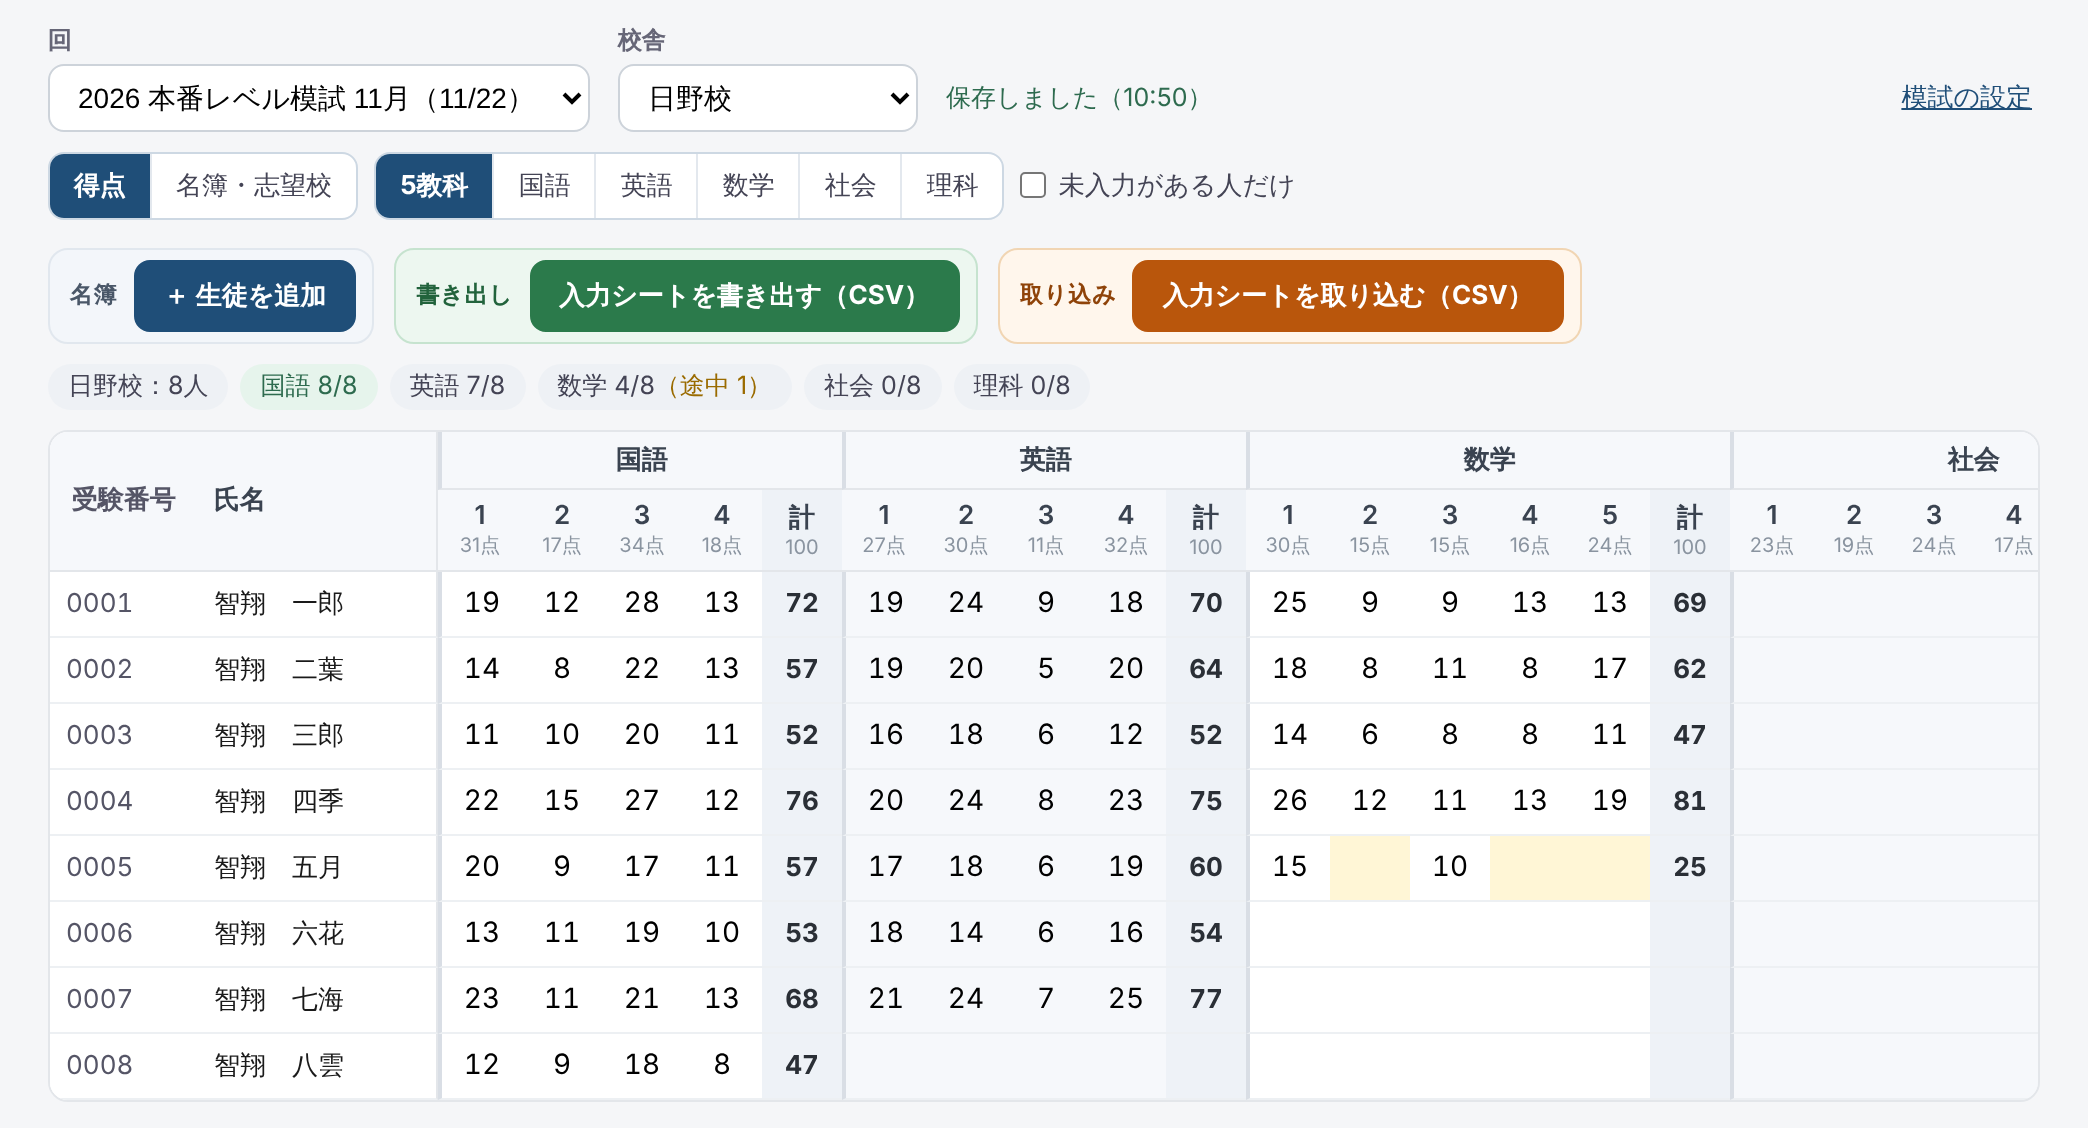 回 校舎
2026 本番レベル模試 11月（11/22） 日野校 保存しました（10:50） 模試の設定
得点 名簿・志望校 5教科 国語 英語 数学 社会 理科 未入力がある人だけ
名簿 ＋ 生徒を追加 書き出し 入力シートを書き出す（CSV） 取り込み 入力シートを取り込む（CSV）
日野校：8人 国語 8/8 英語 7/8 数学 4/8（途中 1） 社会 0/8 理科 0/8
国語 英語 数学 社会
受験番号 氏名
1 2 3 4 計 1 2 3 4 計 1 2 3 4 5 計 1 2 3 4
31点 17点 34点 18点 100 27点 30点 11点 32点 100 30点 15点 15点 16点 24点 100 23点 19点 24点 17点
0001 智翔　一郎 19 12 28 13 72 19 24 9 18 70 25 9 9 13 13 69
0002 智翔　二葉 14 8 22 13 57 19 20 5 20 64 18 8 11 8 17 62
0003 智翔　三郎 11 10 20 11 52 16 18 6 12 52 14 6 8 8 11 47
0004 智翔　四季 22 15 27 12 76 20 24 8 23 75 26 12 11 13 19 81
0005 智翔　五月 20 9 17 11 57 17 18 6 19 60 15 10 25
0006 智翔　六花 13 11 19 10 53 18 14 6 16 54
0007 智翔　七海 23 11 21 13 68 21 24 7 25 77
0008 智翔　八雲 12 9 18 8 47